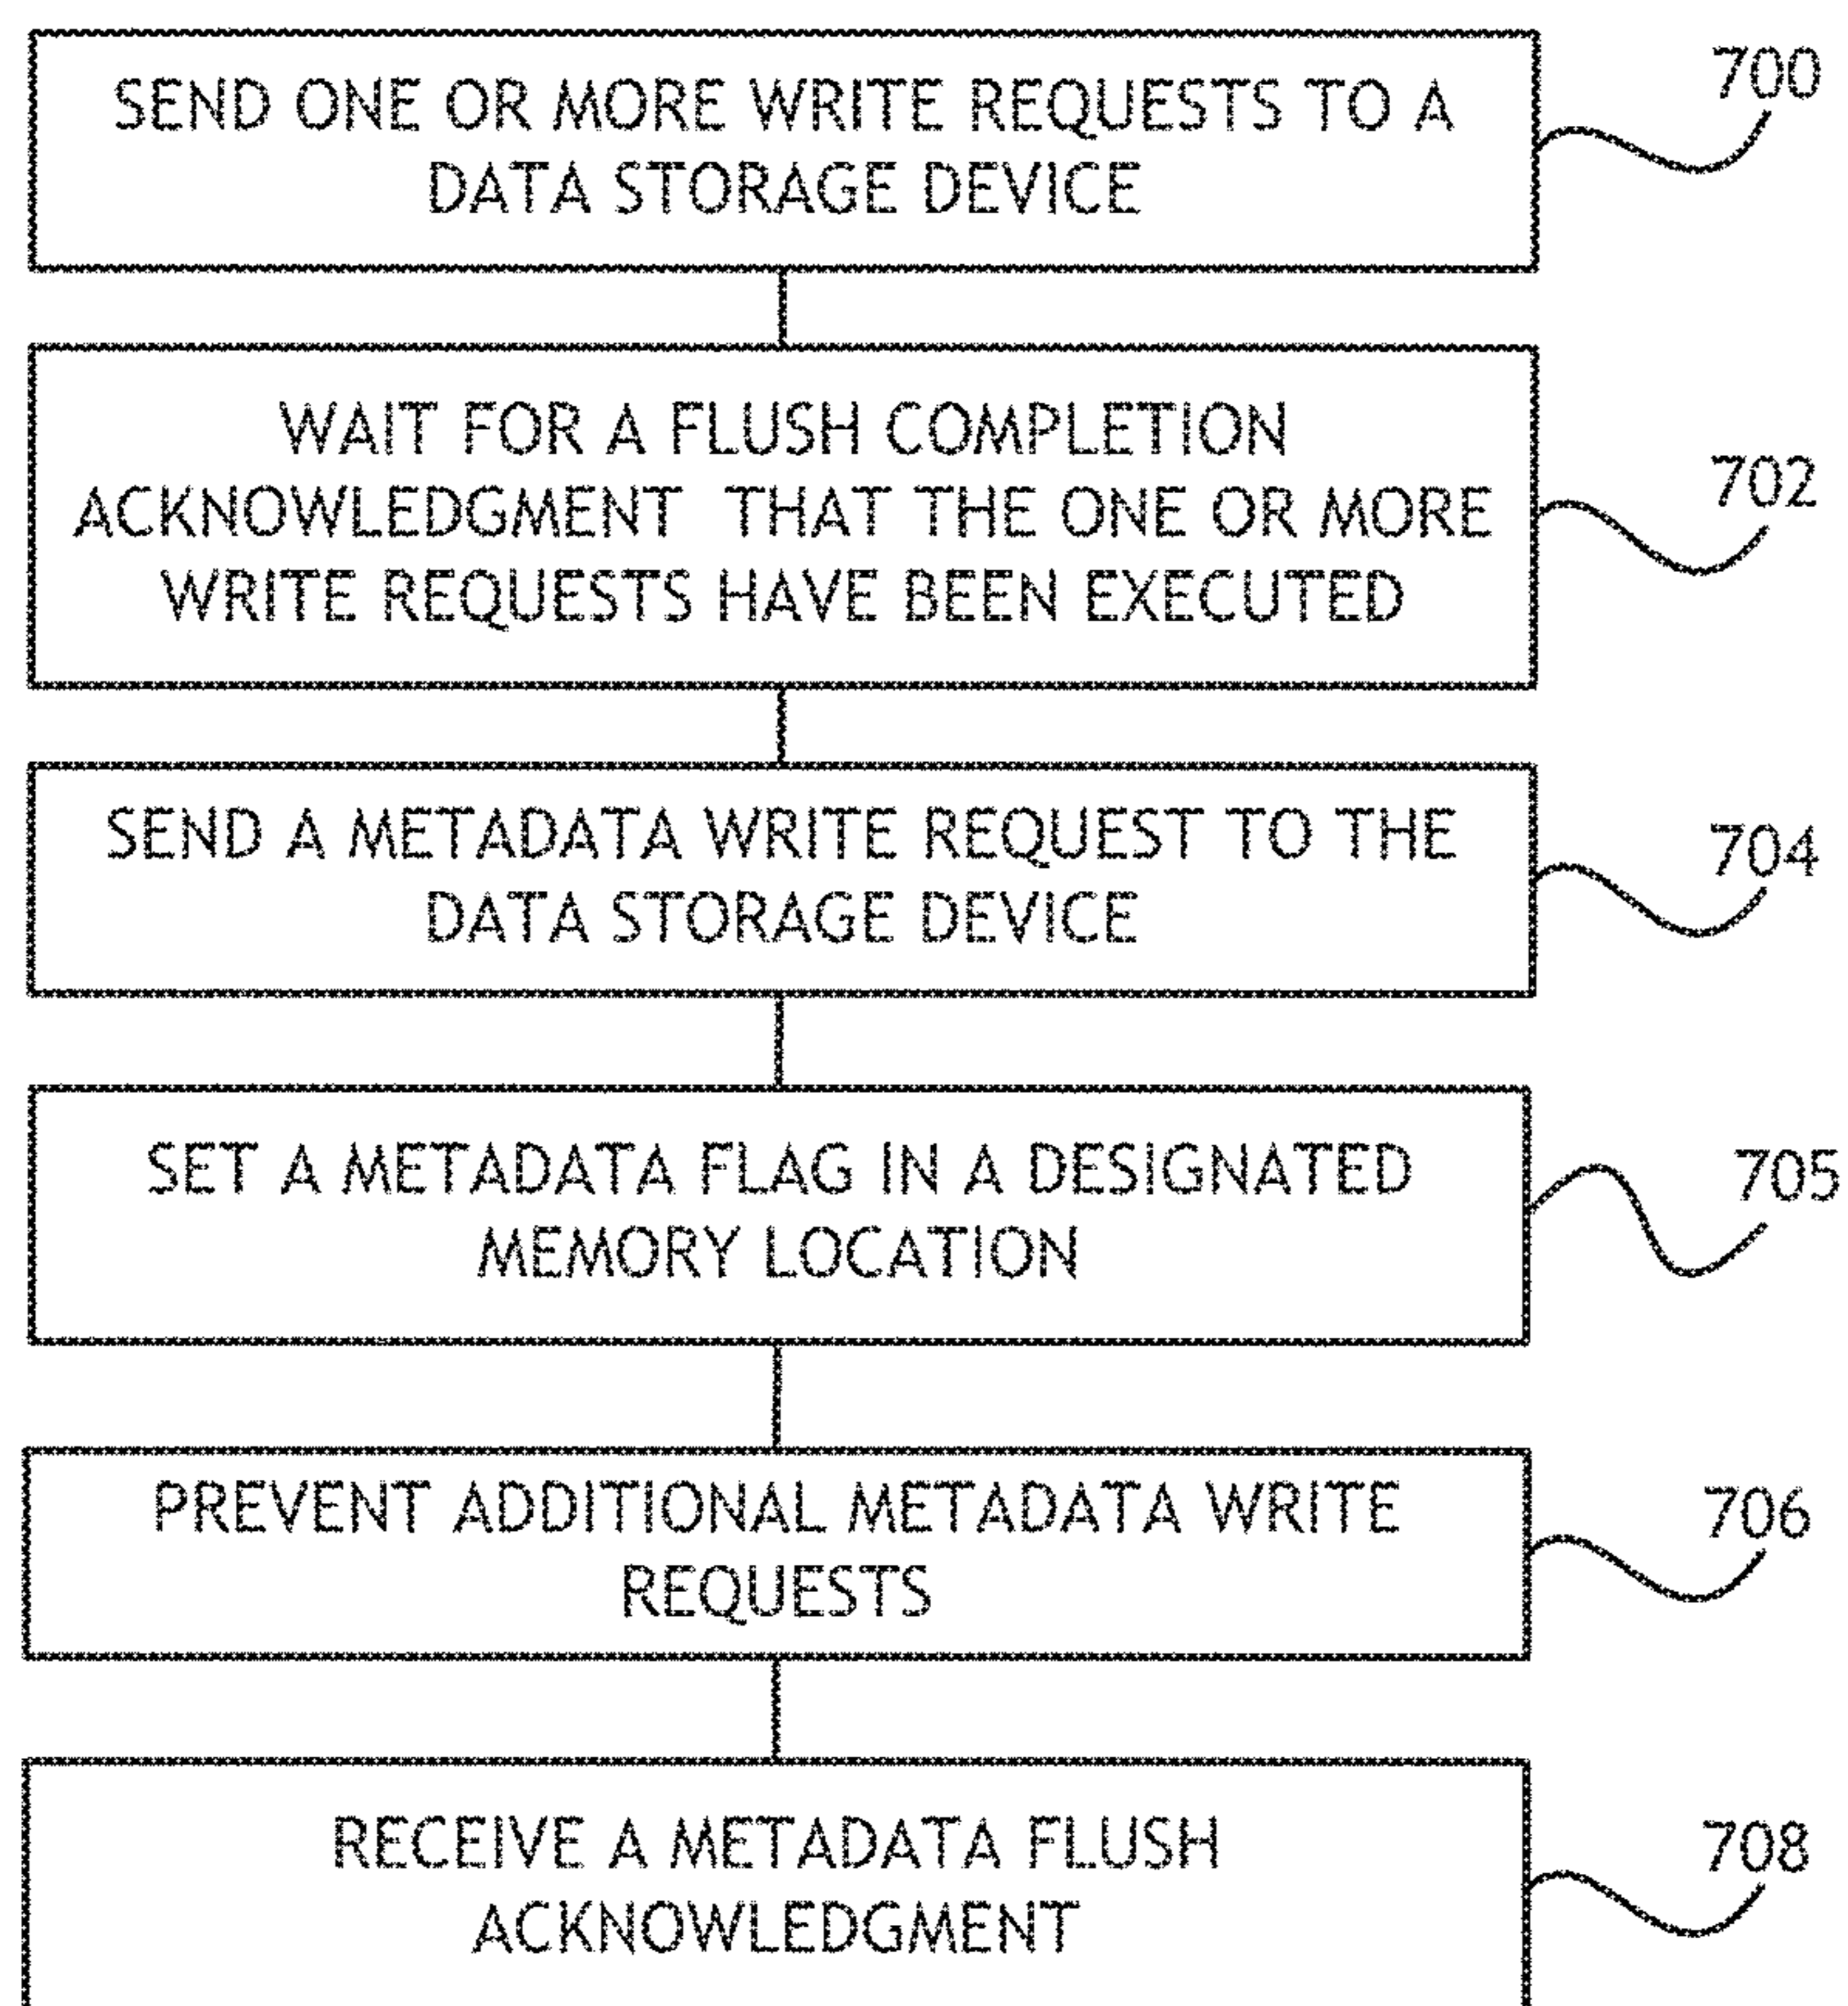 SEND ONE OR MORE WRITE REQUESTS TO A
DATA STORAGE DEVICE
700
WAIT FOR A FLUSH COMPLETION
ACKNOWLEDGMENT THAT THE ONE OR MORE
WRITE REQUESTS HAVE BEEN EXECUTED
702
SEND A METADATA WRITE REQUEST TO THE
DATA STORAGE DEVICE
704
SET A METADATA FLAG IN A DESIGNATED
MEMORY LOCATION
705
PREVENT ADDITIONAL METADATA WRITE
REQUESTS
706
RECEIVE A METADATA FLUSH
ACKNOWLEDGMENT
708